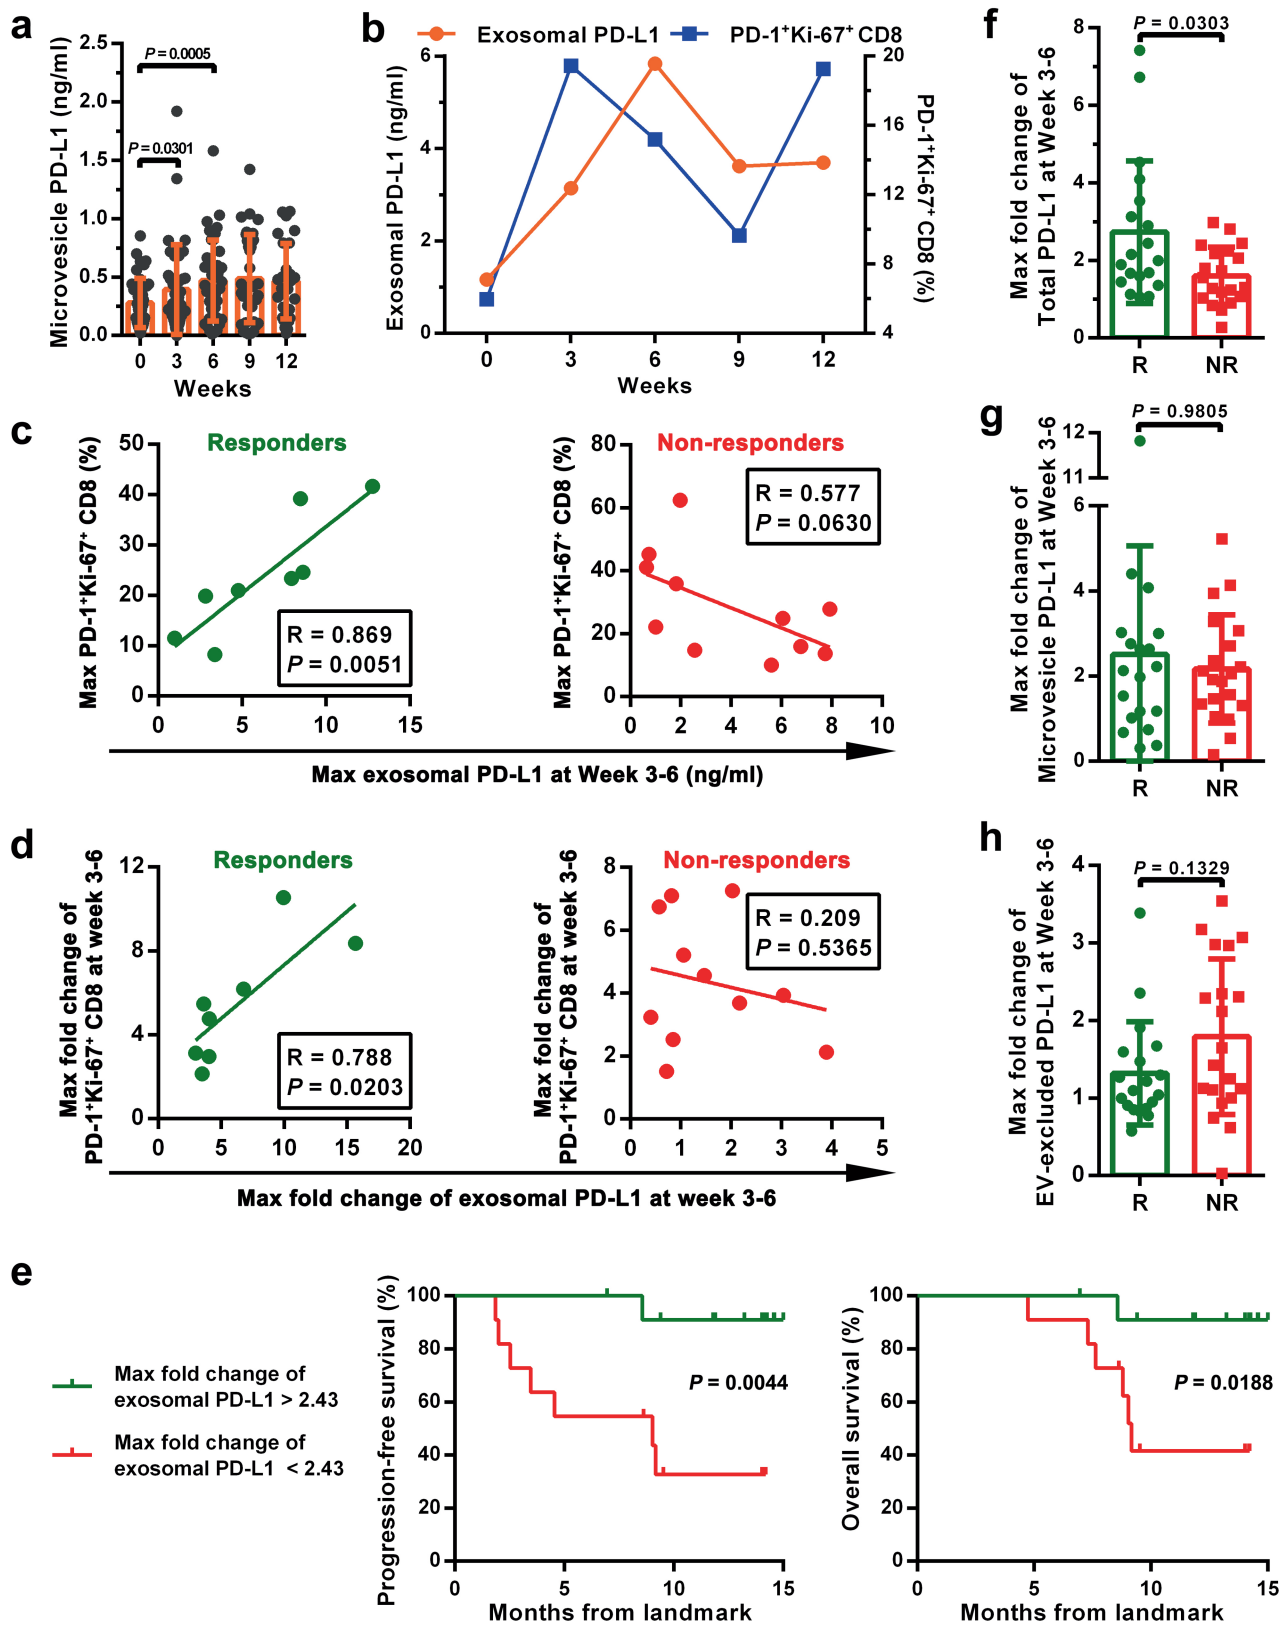 a
Microvesicle PD-L1 (ng/ml)
2.5
2.0
1.5
1.0
0.5
0.0
P = 0.0005
P = 0.0301
0 3 6 9 12
Weeks
b
Exosomal PD-L1
PD-1⁺Ki-67⁺ CD8
Exosomal PD-L1 (ng/ml)
6
4
2
0
PD-1⁺Ki-67⁺ CD8 (%)
20
16
12
8
4
0 3 6 9 12
Weeks
f
Max fold change of
Total PD-L1 at Week 3-6
P = 0.0303
8
6
4
2
0
R NR
c
Responders
Max PD-1⁺Ki-67⁺ CD8 (%)
50
40
30
20
10
0
R = 0.869
P = 0.0051
0 5 10 15
Non-responders
Max PD-1⁺Ki-67⁺ CD8 (%)
80
60
40
20
0
R = 0.577
P = 0.0630
0 2 4 6 8 10
Max exosomal PD-L1 at Week 3-6 (ng/ml)
g
Max fold change of
Microvesicle PD-L1 at Week 3-6
P = 0.9805
12
11
6
4
2
0
R NR
d
Responders
Max fold change of
PD-1⁺Ki-67⁺ CD8 at week 3-6
12
8
4
0
R = 0.788
P = 0.0203
0 5 10 15 20
Non-responders
Max fold change of
PD-1⁺Ki-67⁺ CD8 at week 3-6
8
6
4
2
0
R = 0.209
P = 0.5365
0 1 2 3 4 5
Max fold change of exosomal PD-L1 at week 3-6
h
Max fold change of
EV-excluded PD-L1 at Week 3-6
P = 0.1329
4
3
2
1
0
R NR
e
Max fold change of
exosomal PD-L1 > 2.43
Max fold change of
exosomal PD-L1 < 2.43
Progression-free survival (%)
100
80
60
40
20
0
P = 0.0044
0 5 10 15
Months from landmark
Overall survival (%)
100
80
60
40
20
0
P = 0.0188
0 5 10 15
Months from landmark